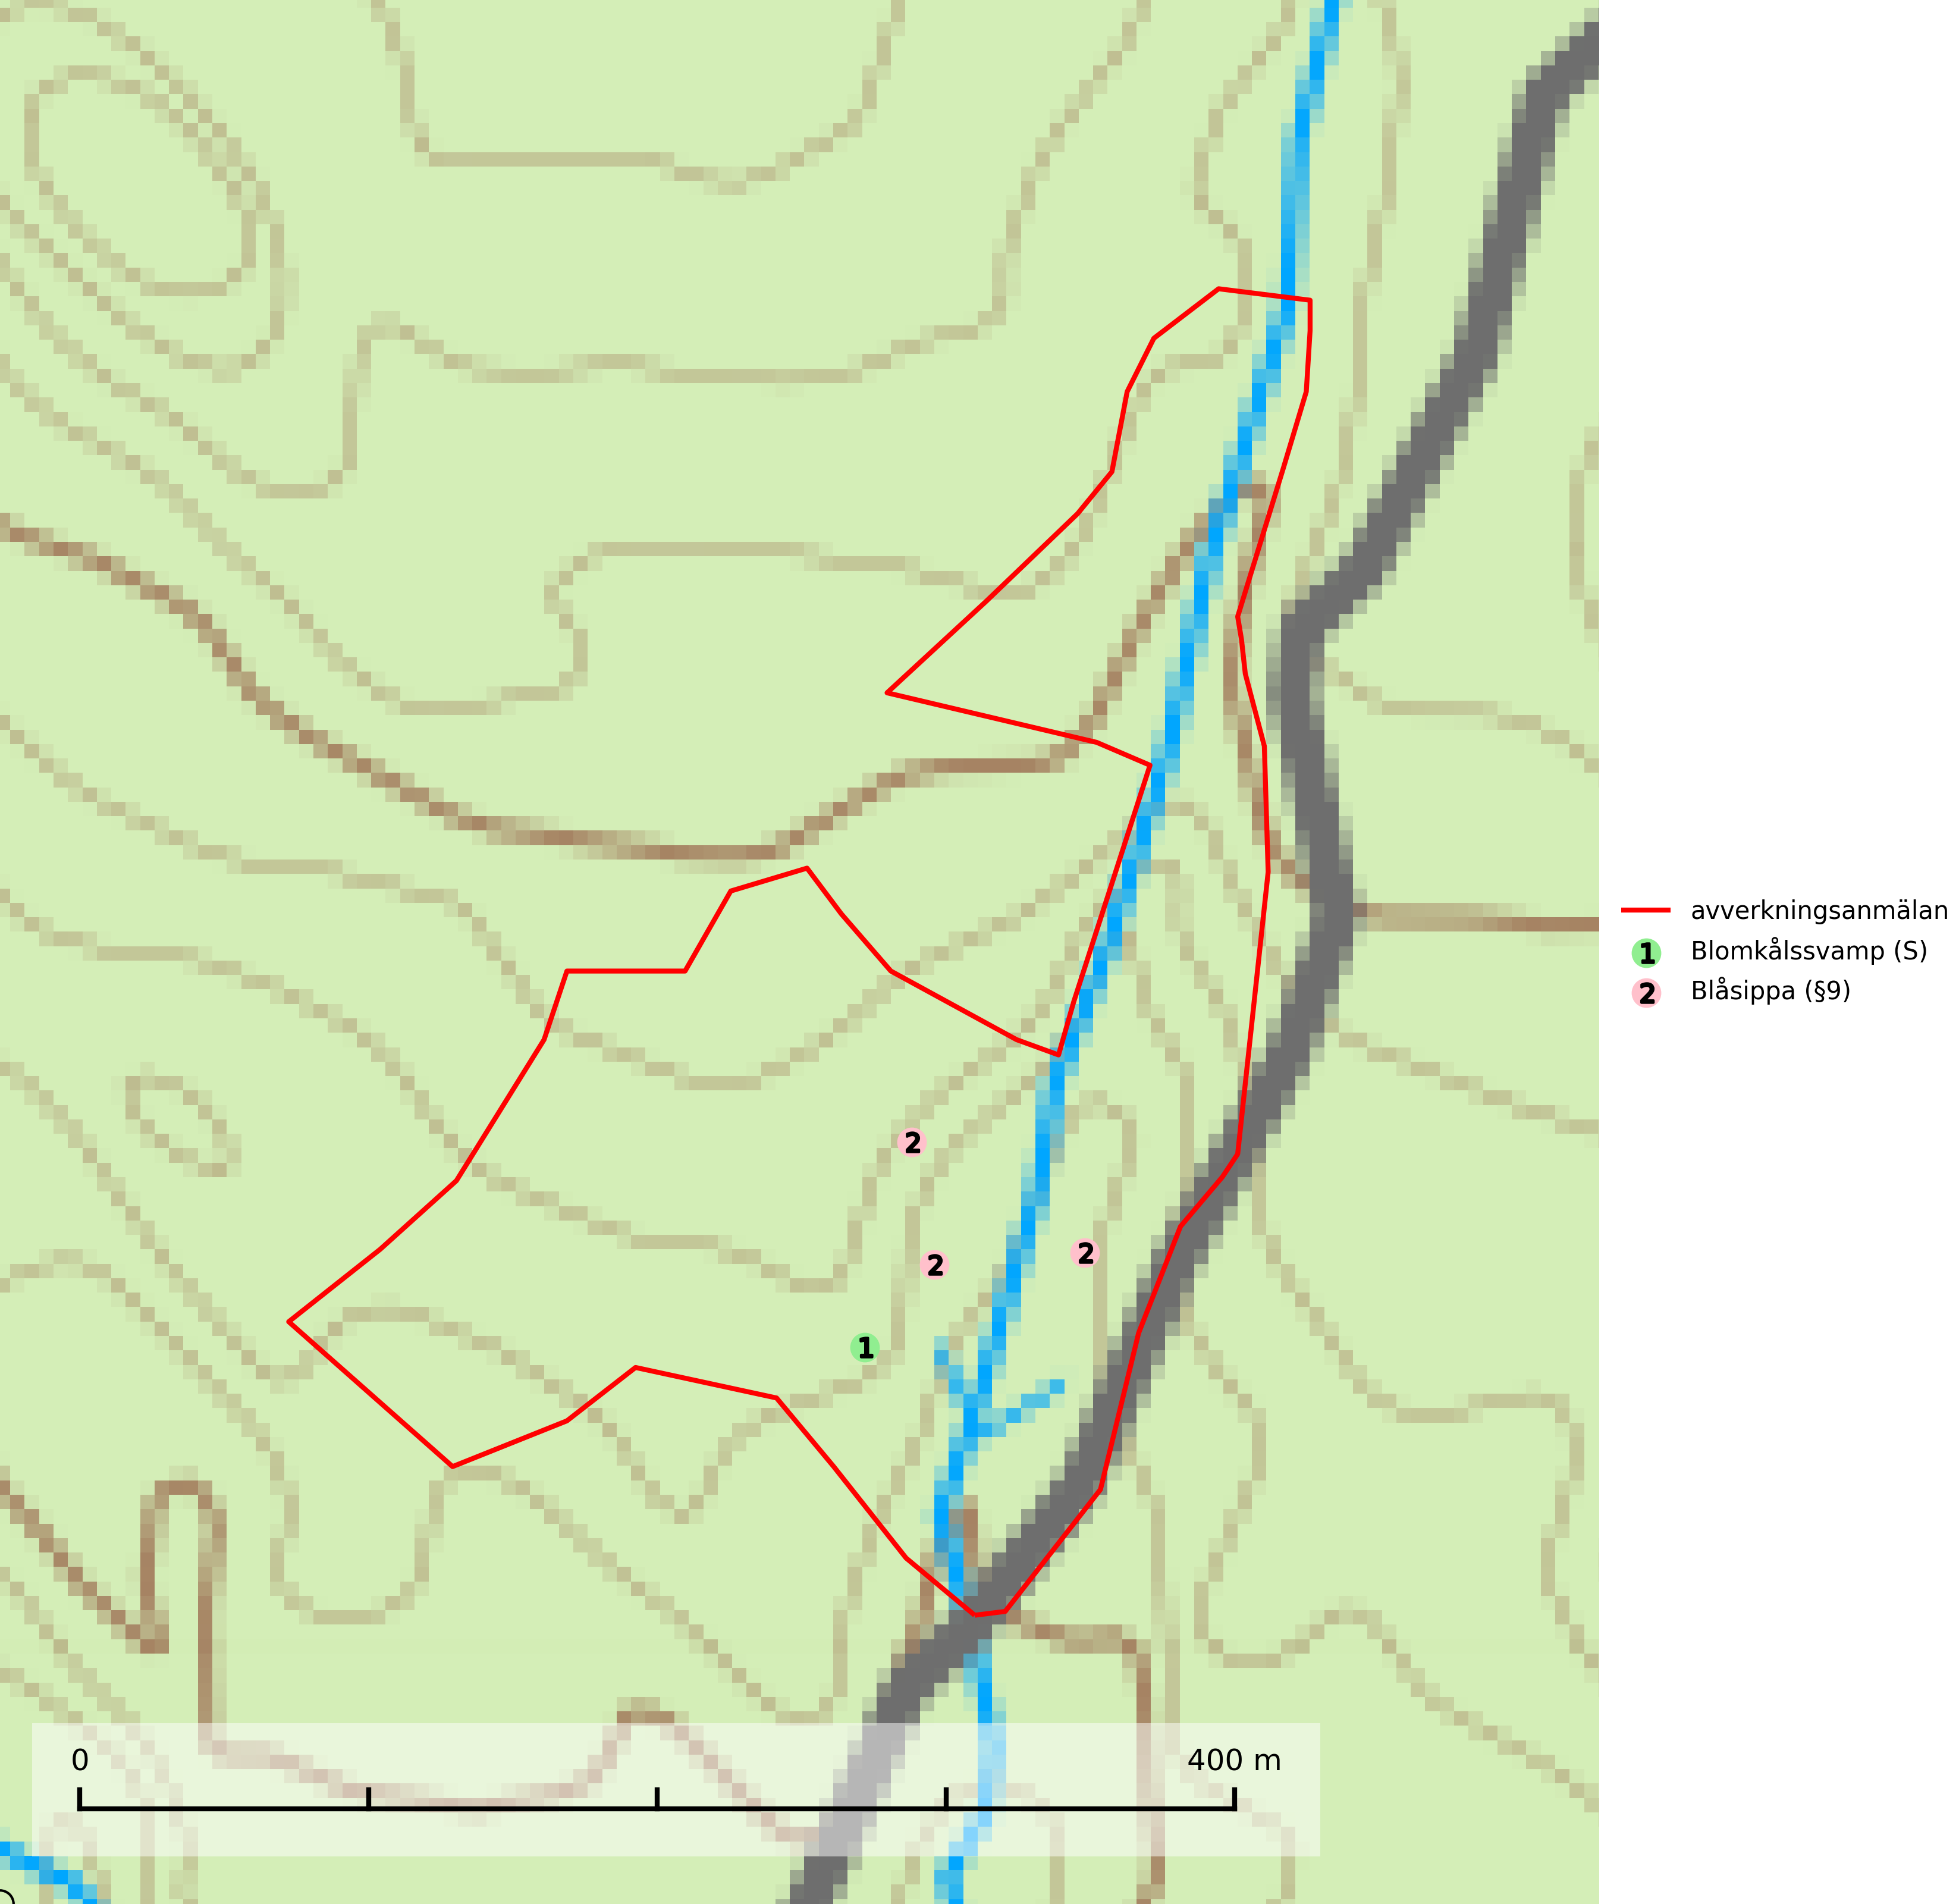 2
2
2
1
avverkningsanmälan
1 Blomkålssvamp (S)
2 Blåsippa (§9)
0 400 m